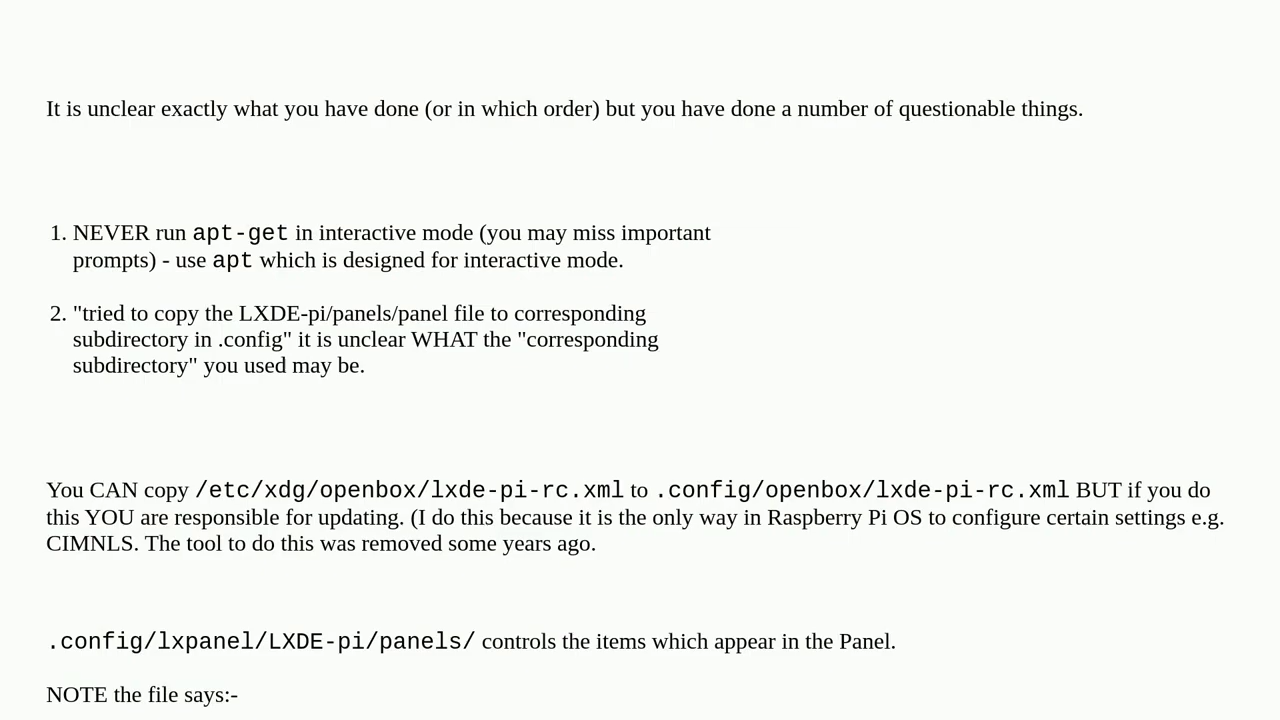 It is unclear exactly what you have done (or in which order) but you have done a number of questionable things.
1. NEVER run apt-get in interactive mode (you may miss important
prompts) - use apt which is designed for interactive mode.
2. "tried to copy the LXDE-pi/panels/panel file to corresponding
subdirectory in .config" it is unclear WHAT the "corresponding
subdirectory" you used may be.
You CAN copy /etc/xdg/openbox/lxde-pi-rc.xml to .config/openbox/lxde-pi-rc.xml BUT if you do
this YOU are responsible for updating. (I do this because it is the only way in Raspberry Pi OS to configure certain settings e.g.
CIMNLS. The tool to do this was removed some years ago.
.config/lxpanel/LXDE-pi/panels/ controls the items which appear in the Panel.
NOTE the file says:-